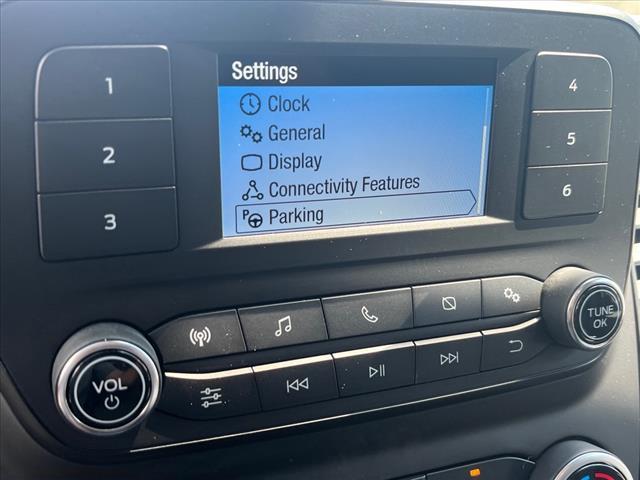 Settings
Clock
General
Display
Connectivity Features
P Parking
1
2
3
4
5
6
VOL
TUNE
OK